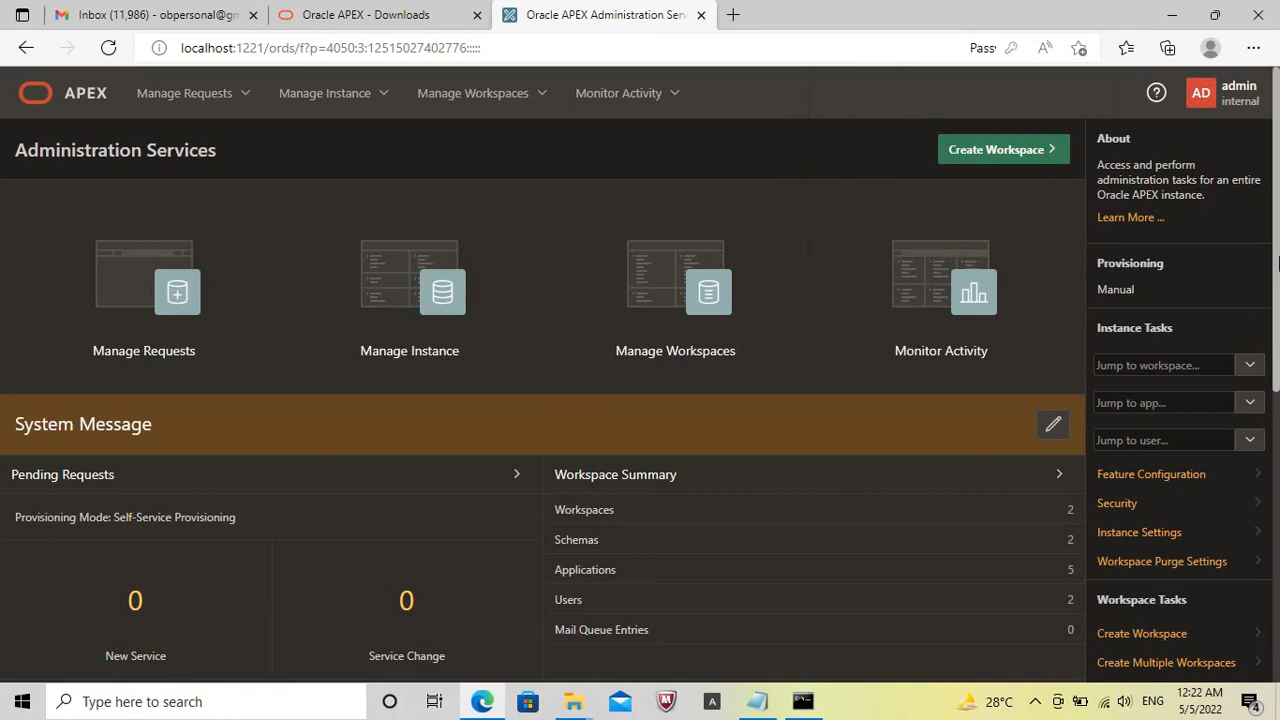 Inbox (11,986) - obpersonal@gm
Oracle APEX - Downloads
Oracle APEX Administration Serv
localhost:1221/ords/f?p=4050:3:12515027402776:::::
Pass
APEX
Manage Requests
Manage Instance
Manage Workspaces
Monitor Activity
AD
admin
internal
Administration Services
Create Workspace
Manage Requests
Manage Instance
Manage Workspaces
Monitor Activity
System Message
Pending Requests
Provisioning Mode: Self-Service Provisioning
0
New Service
0
Service Change
Workspace Summary
Workspaces 2
Schemas 2
Applications 5
Users 2
Mail Queue Entries 0
About
Access and perform
administration tasks for an entire
Oracle APEX instance.
Learn More ...
Provisioning
Manual
Instance Tasks
Jump to workspace...
Jump to app...
Jump to user...
Feature Configuration
Security
Instance Settings
Workspace Purge Settings
Workspace Tasks
Create Workspace
Create Multiple Workspaces
Type here to search
A
28°C
ENG
12:22 AM
5/5/2022
4